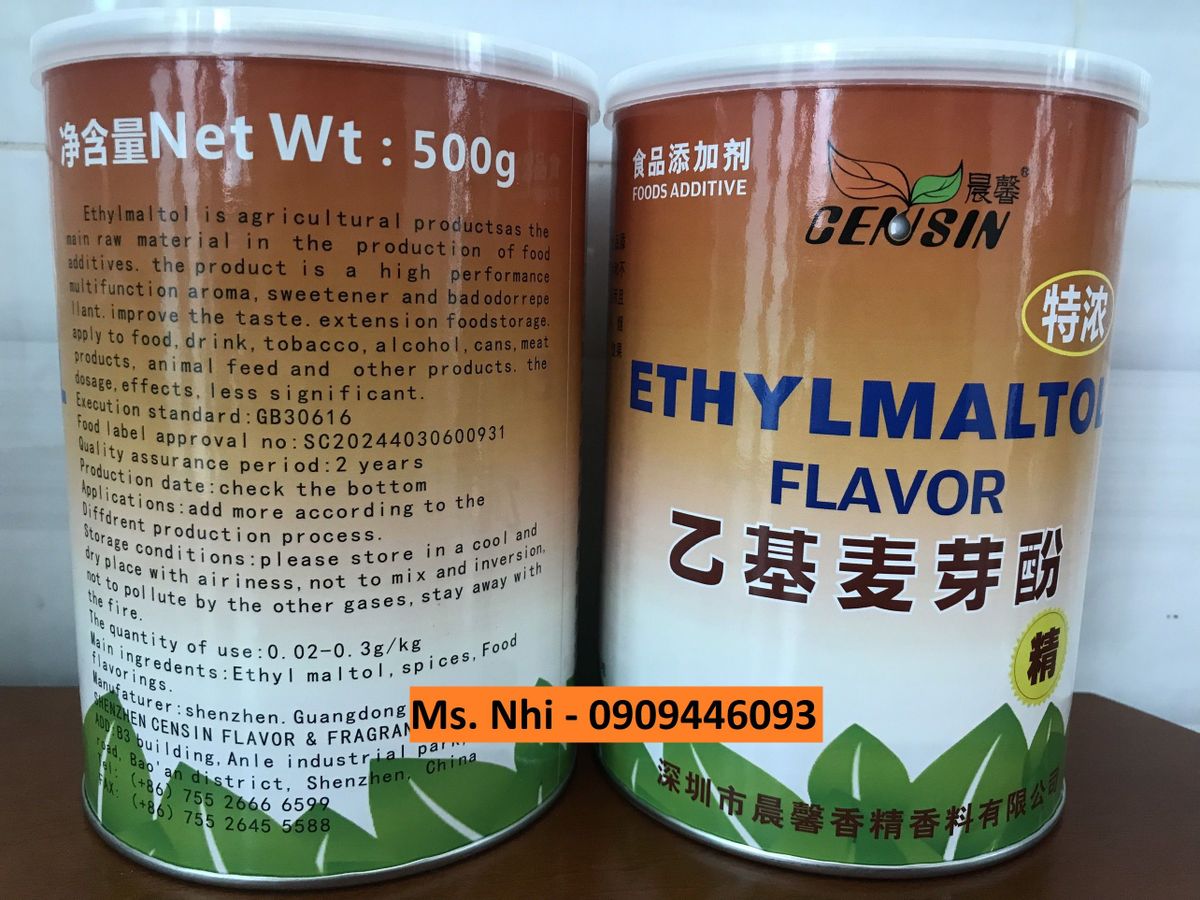 净含量Net Wt : 500g
Ethylmaltol is agricultural productsas the
main raw material in the production of food
additives. the product is a high performance
multifunction aroma, sweetener and bad odorrepe
llant. improve the taste. extension foodstorage.
apply to food, drink, tobacco, alcohol, cans, meat
products, animal feed and other products. the
dosage, effects, less significant.
Execution standard:GB30616
Food label approval no:SC20244030600931
Quality assurance period:2 years
Production date:check the bottom
Applications:add more according to the
Diffdrent production process.
Storage conditions:please store in a cool and
dry place with airiness, not to mix and inversion,
not to pollute by the other gases, stay away with
the fire.
The quantity of use:0.02-0.3g/kg
Main ingredents:Ethyl maltol, spices, Food
flavorings.
Manufaturer:shenzhen. Guangdong
SHENZHEN CENSIN FLAVOR & FRAGRAN
ADD:B3 building, Anle industrial park,
road, Bao'an district, Shenzhen, China
Tel: (+86) 755 2666 6599
FAX: (+86) 755 2645 5588
食品添加剂
FOODS ADDITIVE
晨馨®
CENSIN
特浓
ETHYLMALTOL
FLAVOR
乙基麦芽酚
精
深圳市晨馨香精香料有限公司
Ms. Nhi - 0909446093